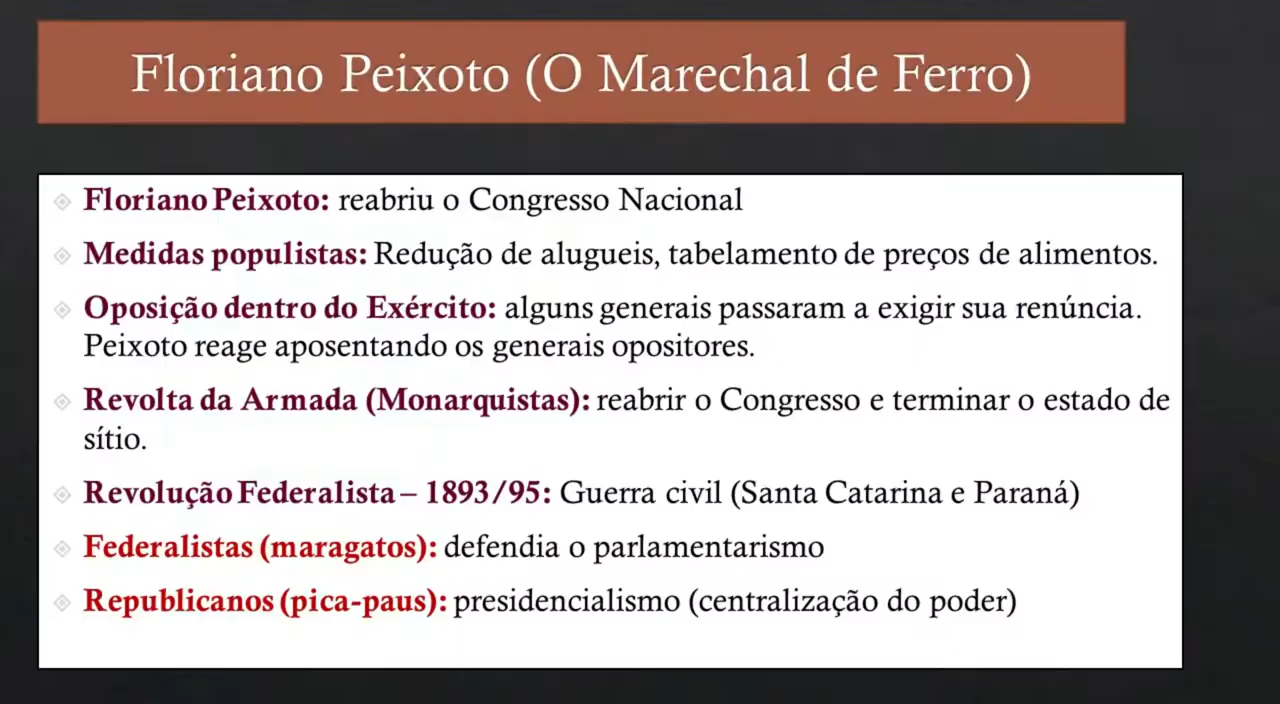 Floriano Peixoto (O Marechal de Ferro)
Floriano Peixoto: reabriu o Congresso Nacional
Medidas populistas: Redução de alugueis, tabelamento de preços de alimentos.
Oposição dentro do Exército: alguns generais passaram a exigir sua renúncia.
Peixoto reage aposentando os generais opositores.
Revolta da Armada (Monarquistas): reabrir o Congresso e terminar o estado de
sítio.
Revolução Federalista – 1893/95: Guerra civil (Santa Catarina e Paraná)
Federalistas (maragatos): defendia o parlamentarismo
Republicanos (pica-paus): presidencialismo (centralização do poder)